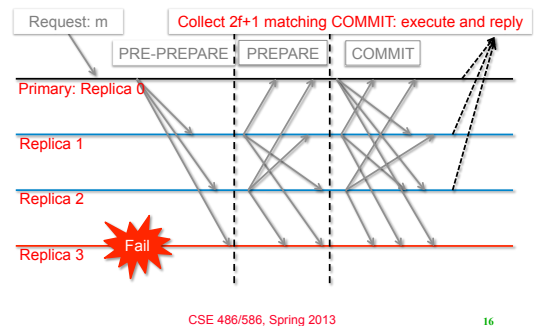 Request: m
Collect 2f+1 matching COMMIT: execute and reply
PRE-PREPARE
PREPARE
COMMIT
Primary: Replica 0
Replica 1
Replica 2
Fail
Replica 3
CSE 486/586, Spring 2013
16